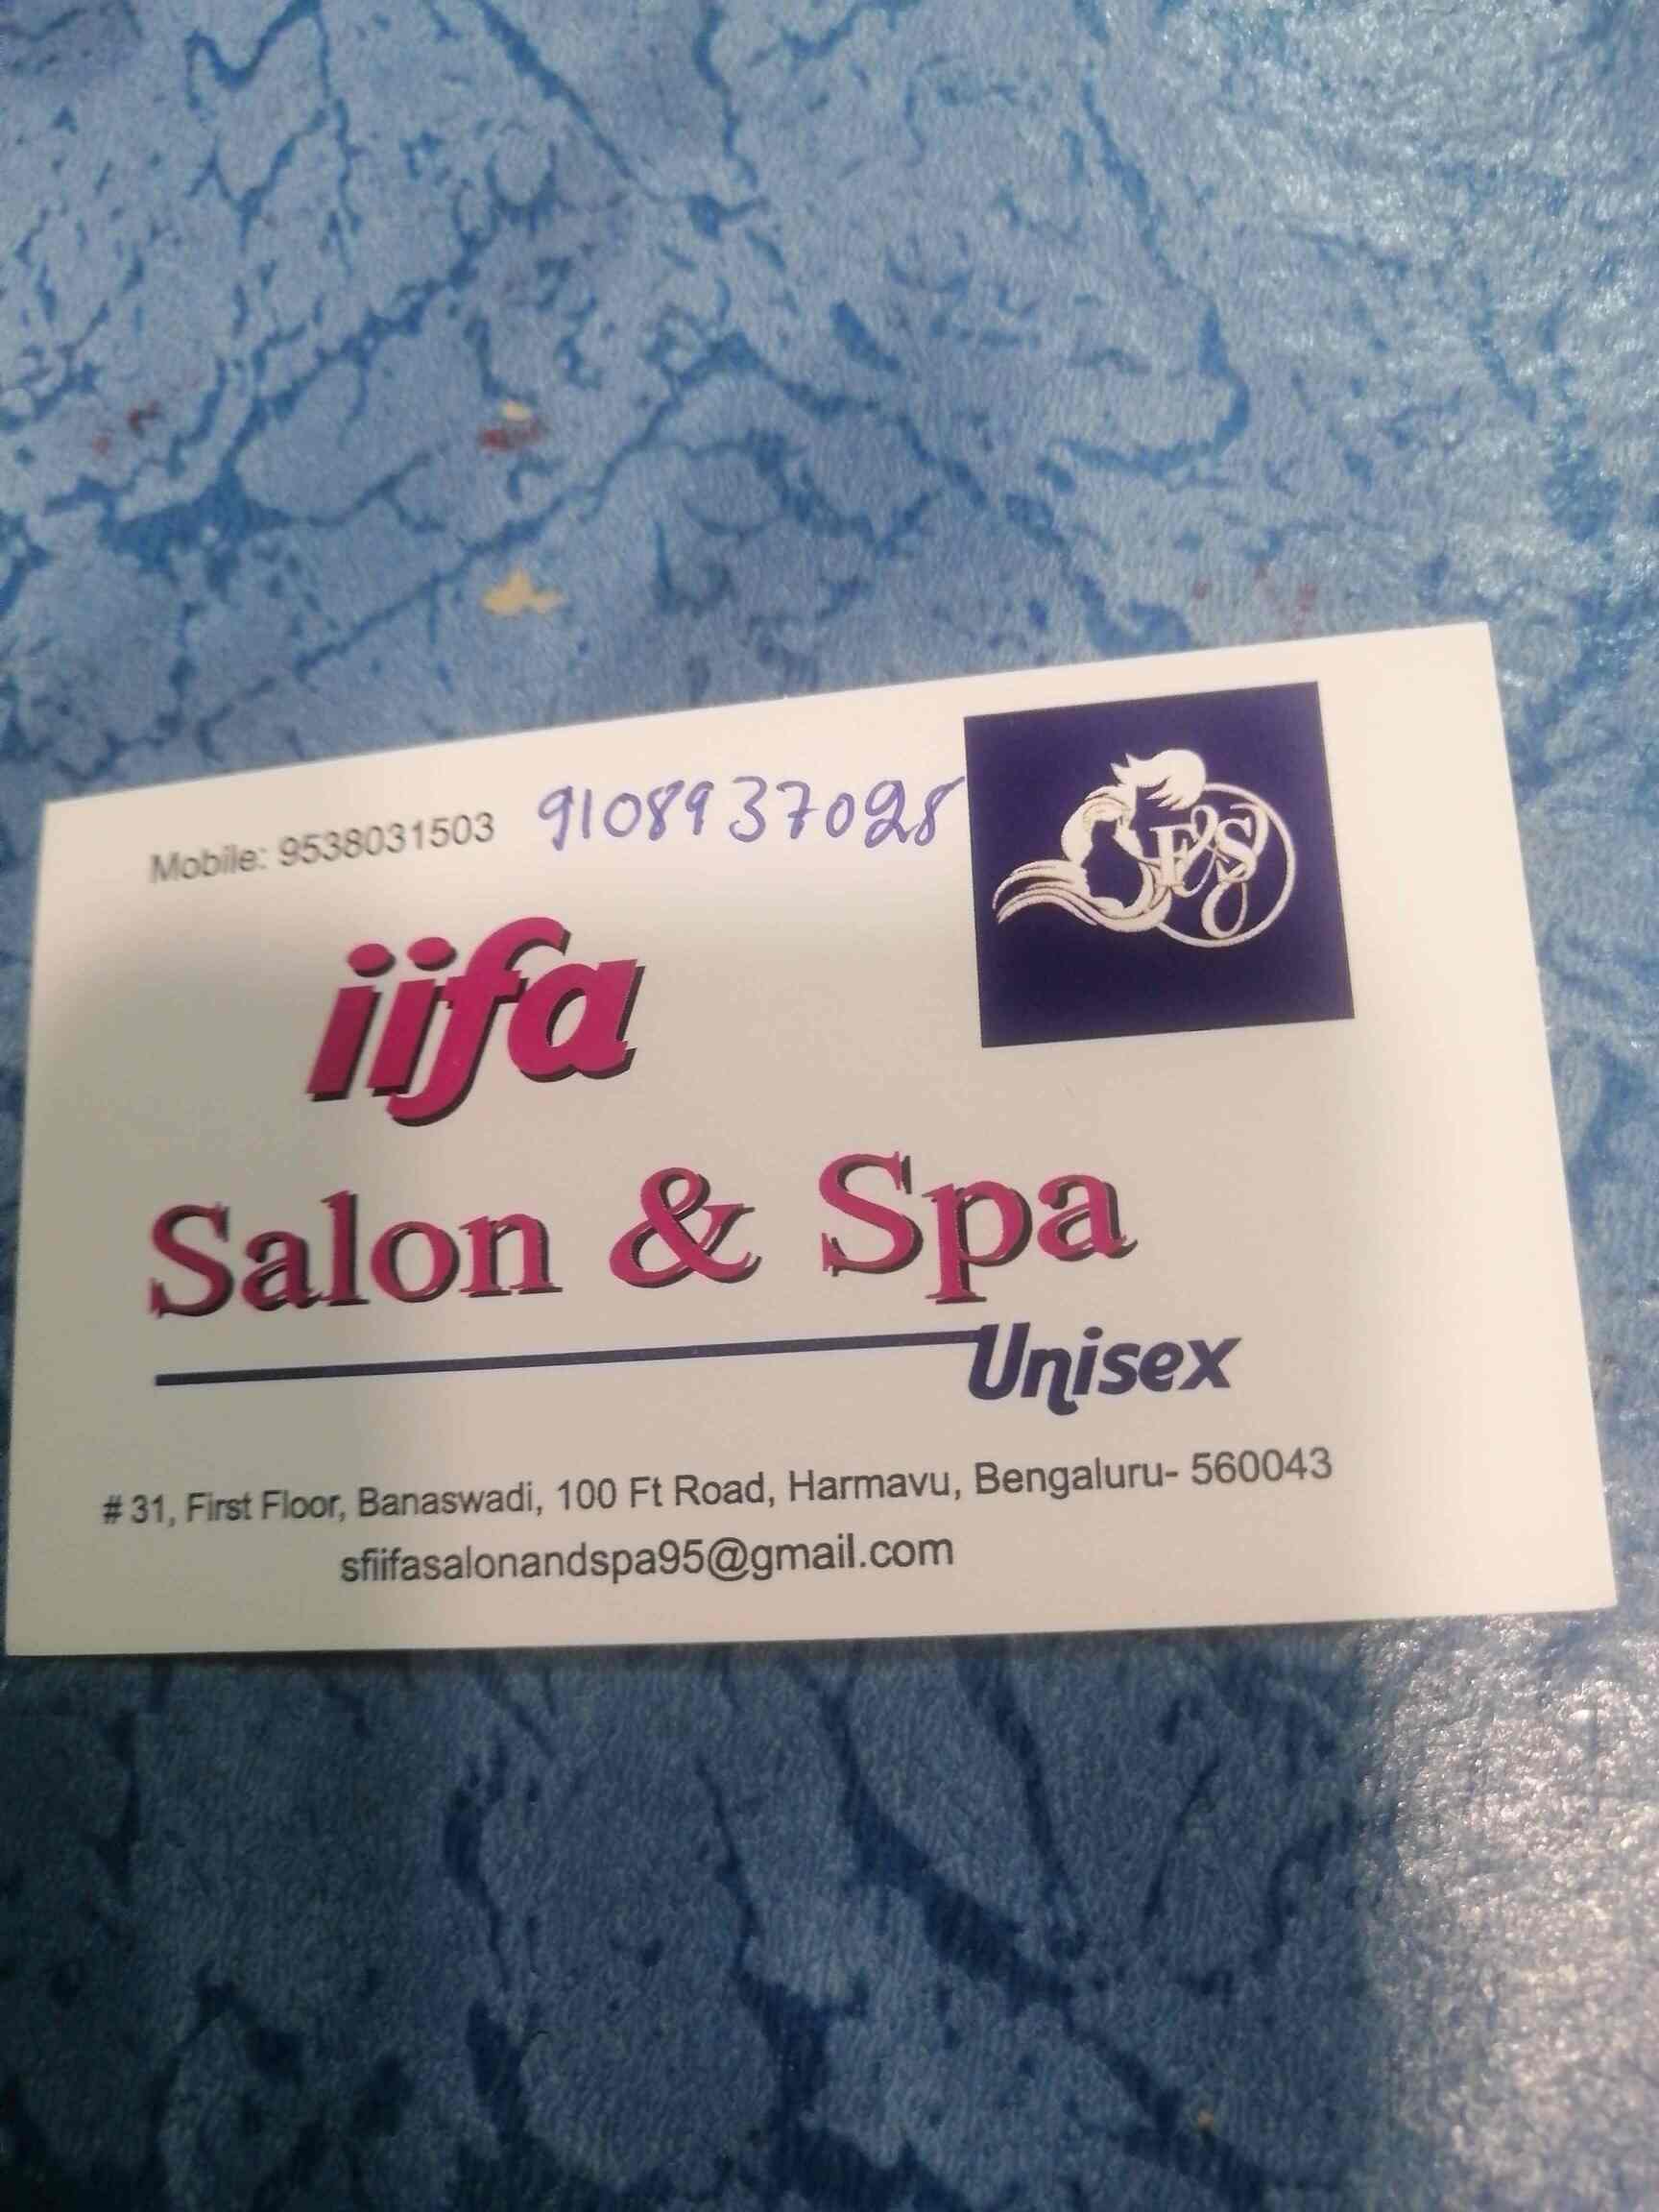 Mobile: 9538031503 9108937028
E&S
iifa
Salon & Spa
Unisex
# 31, First Floor, Banaswadi, 100 Ft Road, Harmavu, Bengaluru- 560043
sfiifasalonandspa95@gmail.com